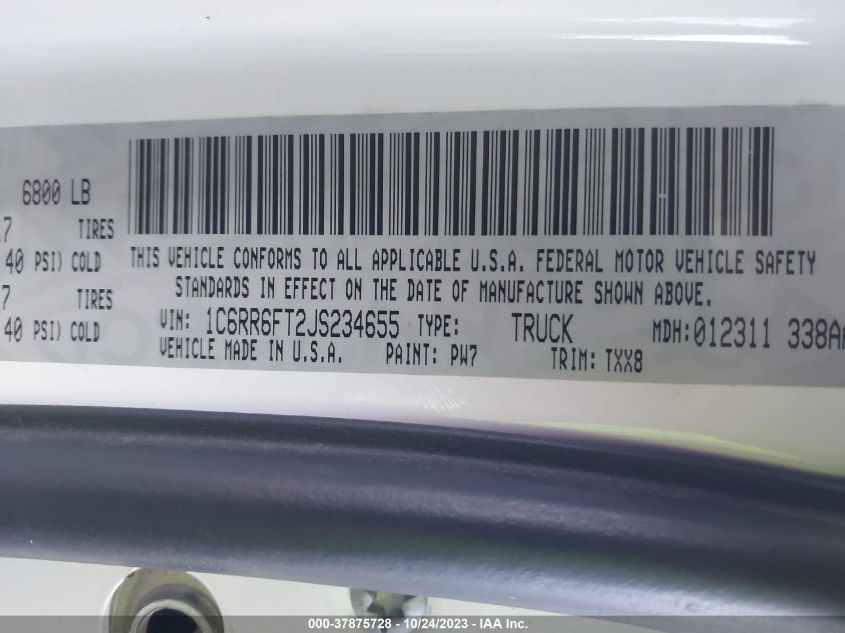 6800 LB
7 TIRES
40 PSI) COLD
7 TIRES
40 PSI) COLD
THIS VEHICLE CONFORMS TO ALL APPLICABLE U.S.A. FEDERAL MOTOR VEHICLE SAFETY
STANDARDS IN EFFECT ON THE DATE OF MANUFACTURE SHOWN ABOVE.
VIN: 1C6RR6FT2JS234655 TYPE: TRUCK MDH:012311 338A
VEHICLE MADE IN U.S.A. PAINT: PW7 TRIM: TXX8
000-37875728 - 10/24/2023 - IAA Inc.